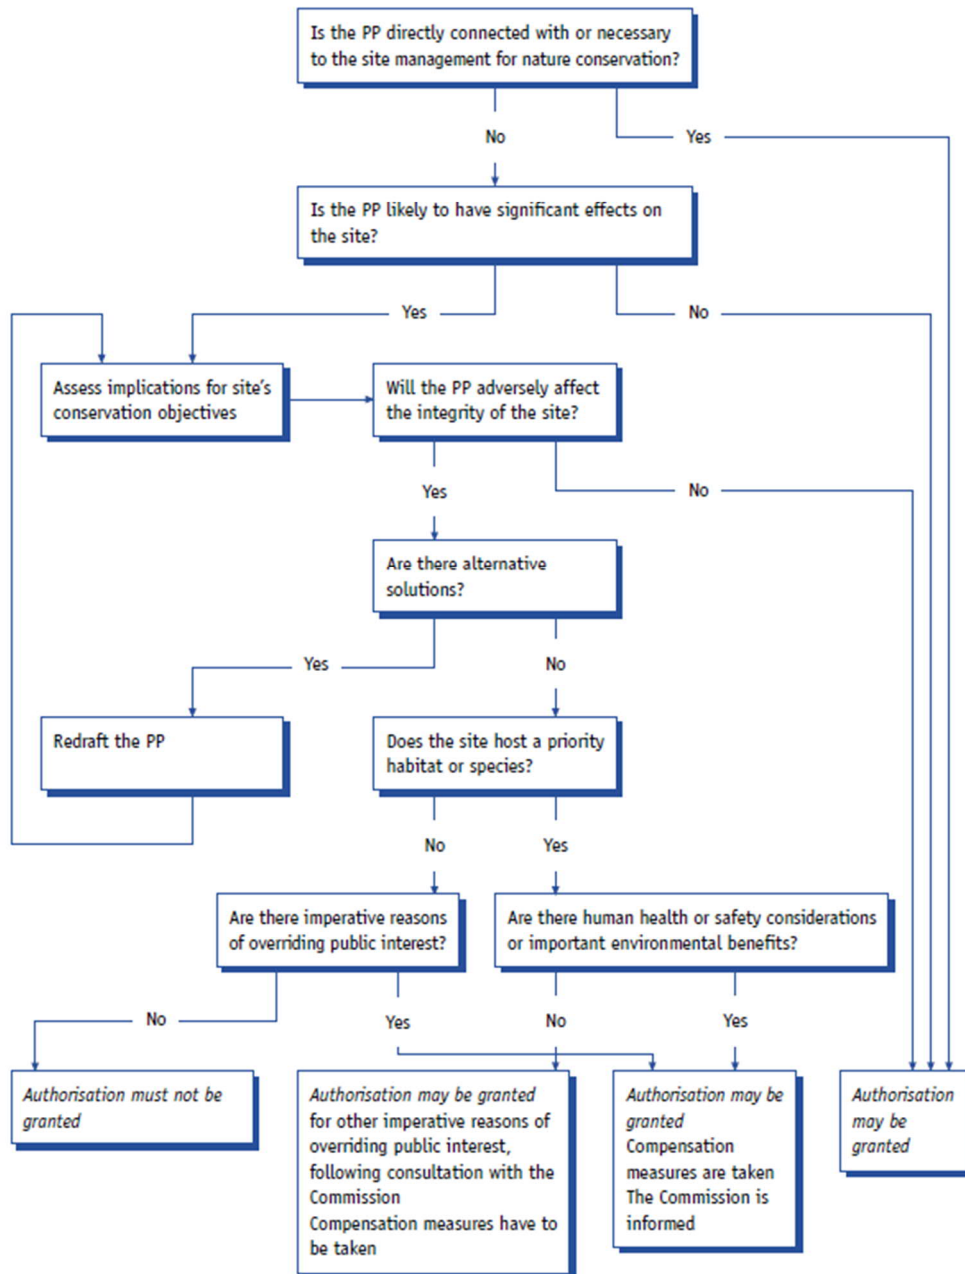 Is the PP directly connected with or necessary
to the site management for nature conservation?
No
Yes
Is the PP likely to have significant effects on
the site?
Yes
No
Assess implications for site's
conservation objectives
Will the PP adversely affect
the integrity of the site?
Yes
No
Are there alternative
solutions?
Yes
No
Redraft the PP
Does the site host a priority
habitat or species?
No
Yes
Are there imperative reasons
of overriding public interest?
Are there human health or safety considerations
or important environmental benefits?
No
Yes
No
Yes
Authorisation must not be
granted
Authorisation may be granted
for other imperative reasons of
overriding public interest,
following consultation with the
Commission
Compensation measures have to
be taken
Authorisation may be
granted
Compensation
measures are taken
The Commission is
informed
Authorisation
may be
granted